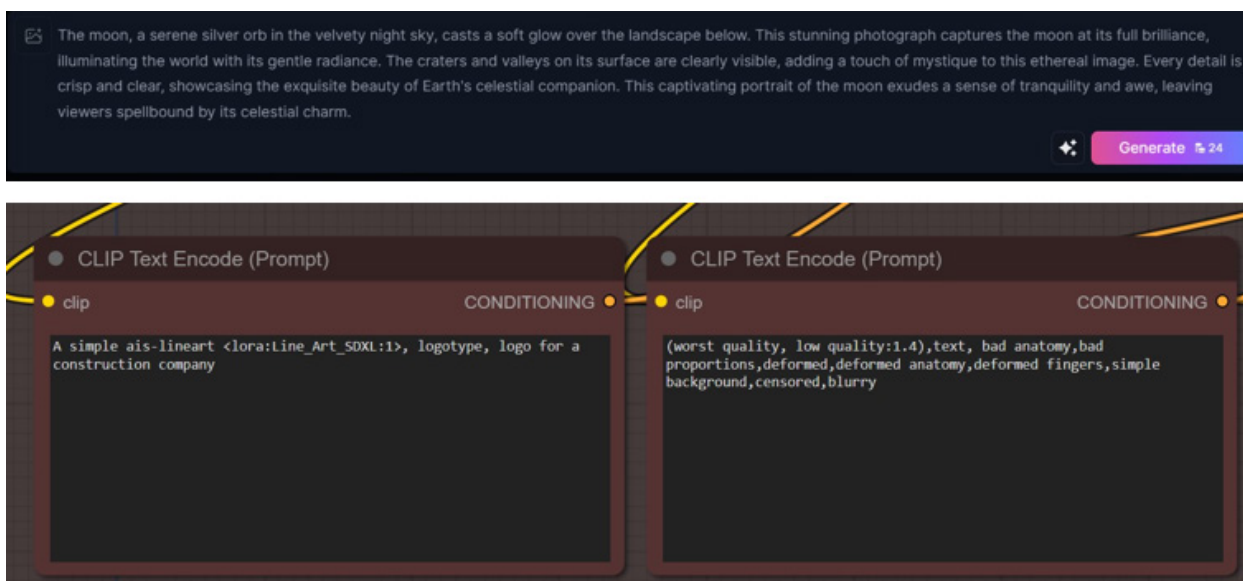 The moon, a serene silver orb in the velvety night sky, casts a soft glow over the landscape below. This stunning photograph captures the moon at its full brilliance,
illuminating the world with its gentle radiance. The craters and valleys on its surface are clearly visible, adding a touch of mystique to this ethereal image. Every detail is
crisp and clear, showcasing the exquisite beauty of Earth's celestial companion. This captivating portrait of the moon exudes a sense of tranquility and awe, leaving
viewers spellbound by its celestial charm.
Generate 24
CLIP Text Encode (Prompt)
clip CONDITIONING
A simple ais-lineart <lora:Line_Art_SDXL:1>, logotype, logo for a
construction company
CLIP Text Encode (Prompt)
clip CONDITIONING
(worst quality, low quality:1.4),text, bad anatomy,bad
proportions,deformed,deformed anatomy,deformed fingers,simple
background,censored,blurry